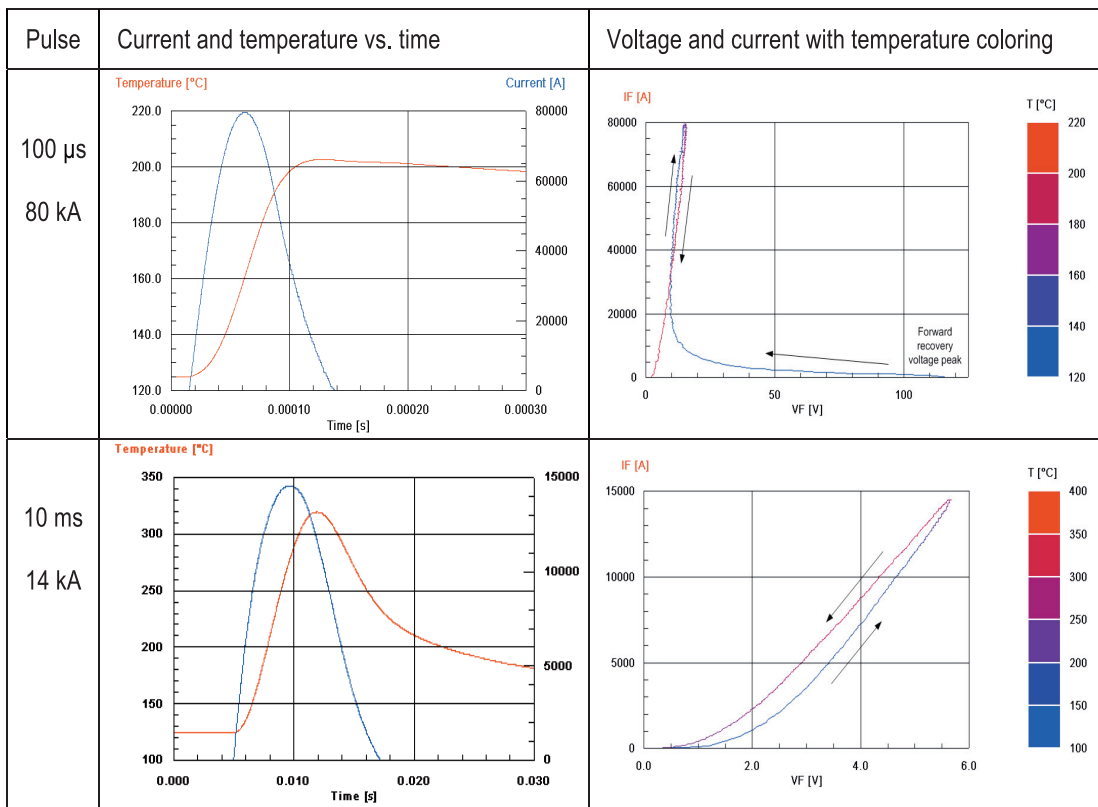 Pulse
Current and temperature vs. time
Voltage and current with temperature coloring
100 µs
80 kA
Temperature [°C]
Current [A]
220.0
200.0
180.0
160.0
140.0
120.0
80000
60000
40000
20000
0
0.00000
0.00010
0.00020
0.00030
Time [s]
IF [A]
80000
60000
40000
20000
0
0
50
100
VF [V]
Forward
recovery
voltage peak
T [°C]
220
200
180
160
140
120
10 ms
14 kA
Temperature [°C]
350
300
250
200
150
100
15000
10000
5000
0
0.000
0.010
0.020
0.030
Time [s]
IF [A]
15000
10000
5000
0
0.0
2.0
4.0
6.0
VF [V]
T [°C]
400
350
300
250
200
150
100